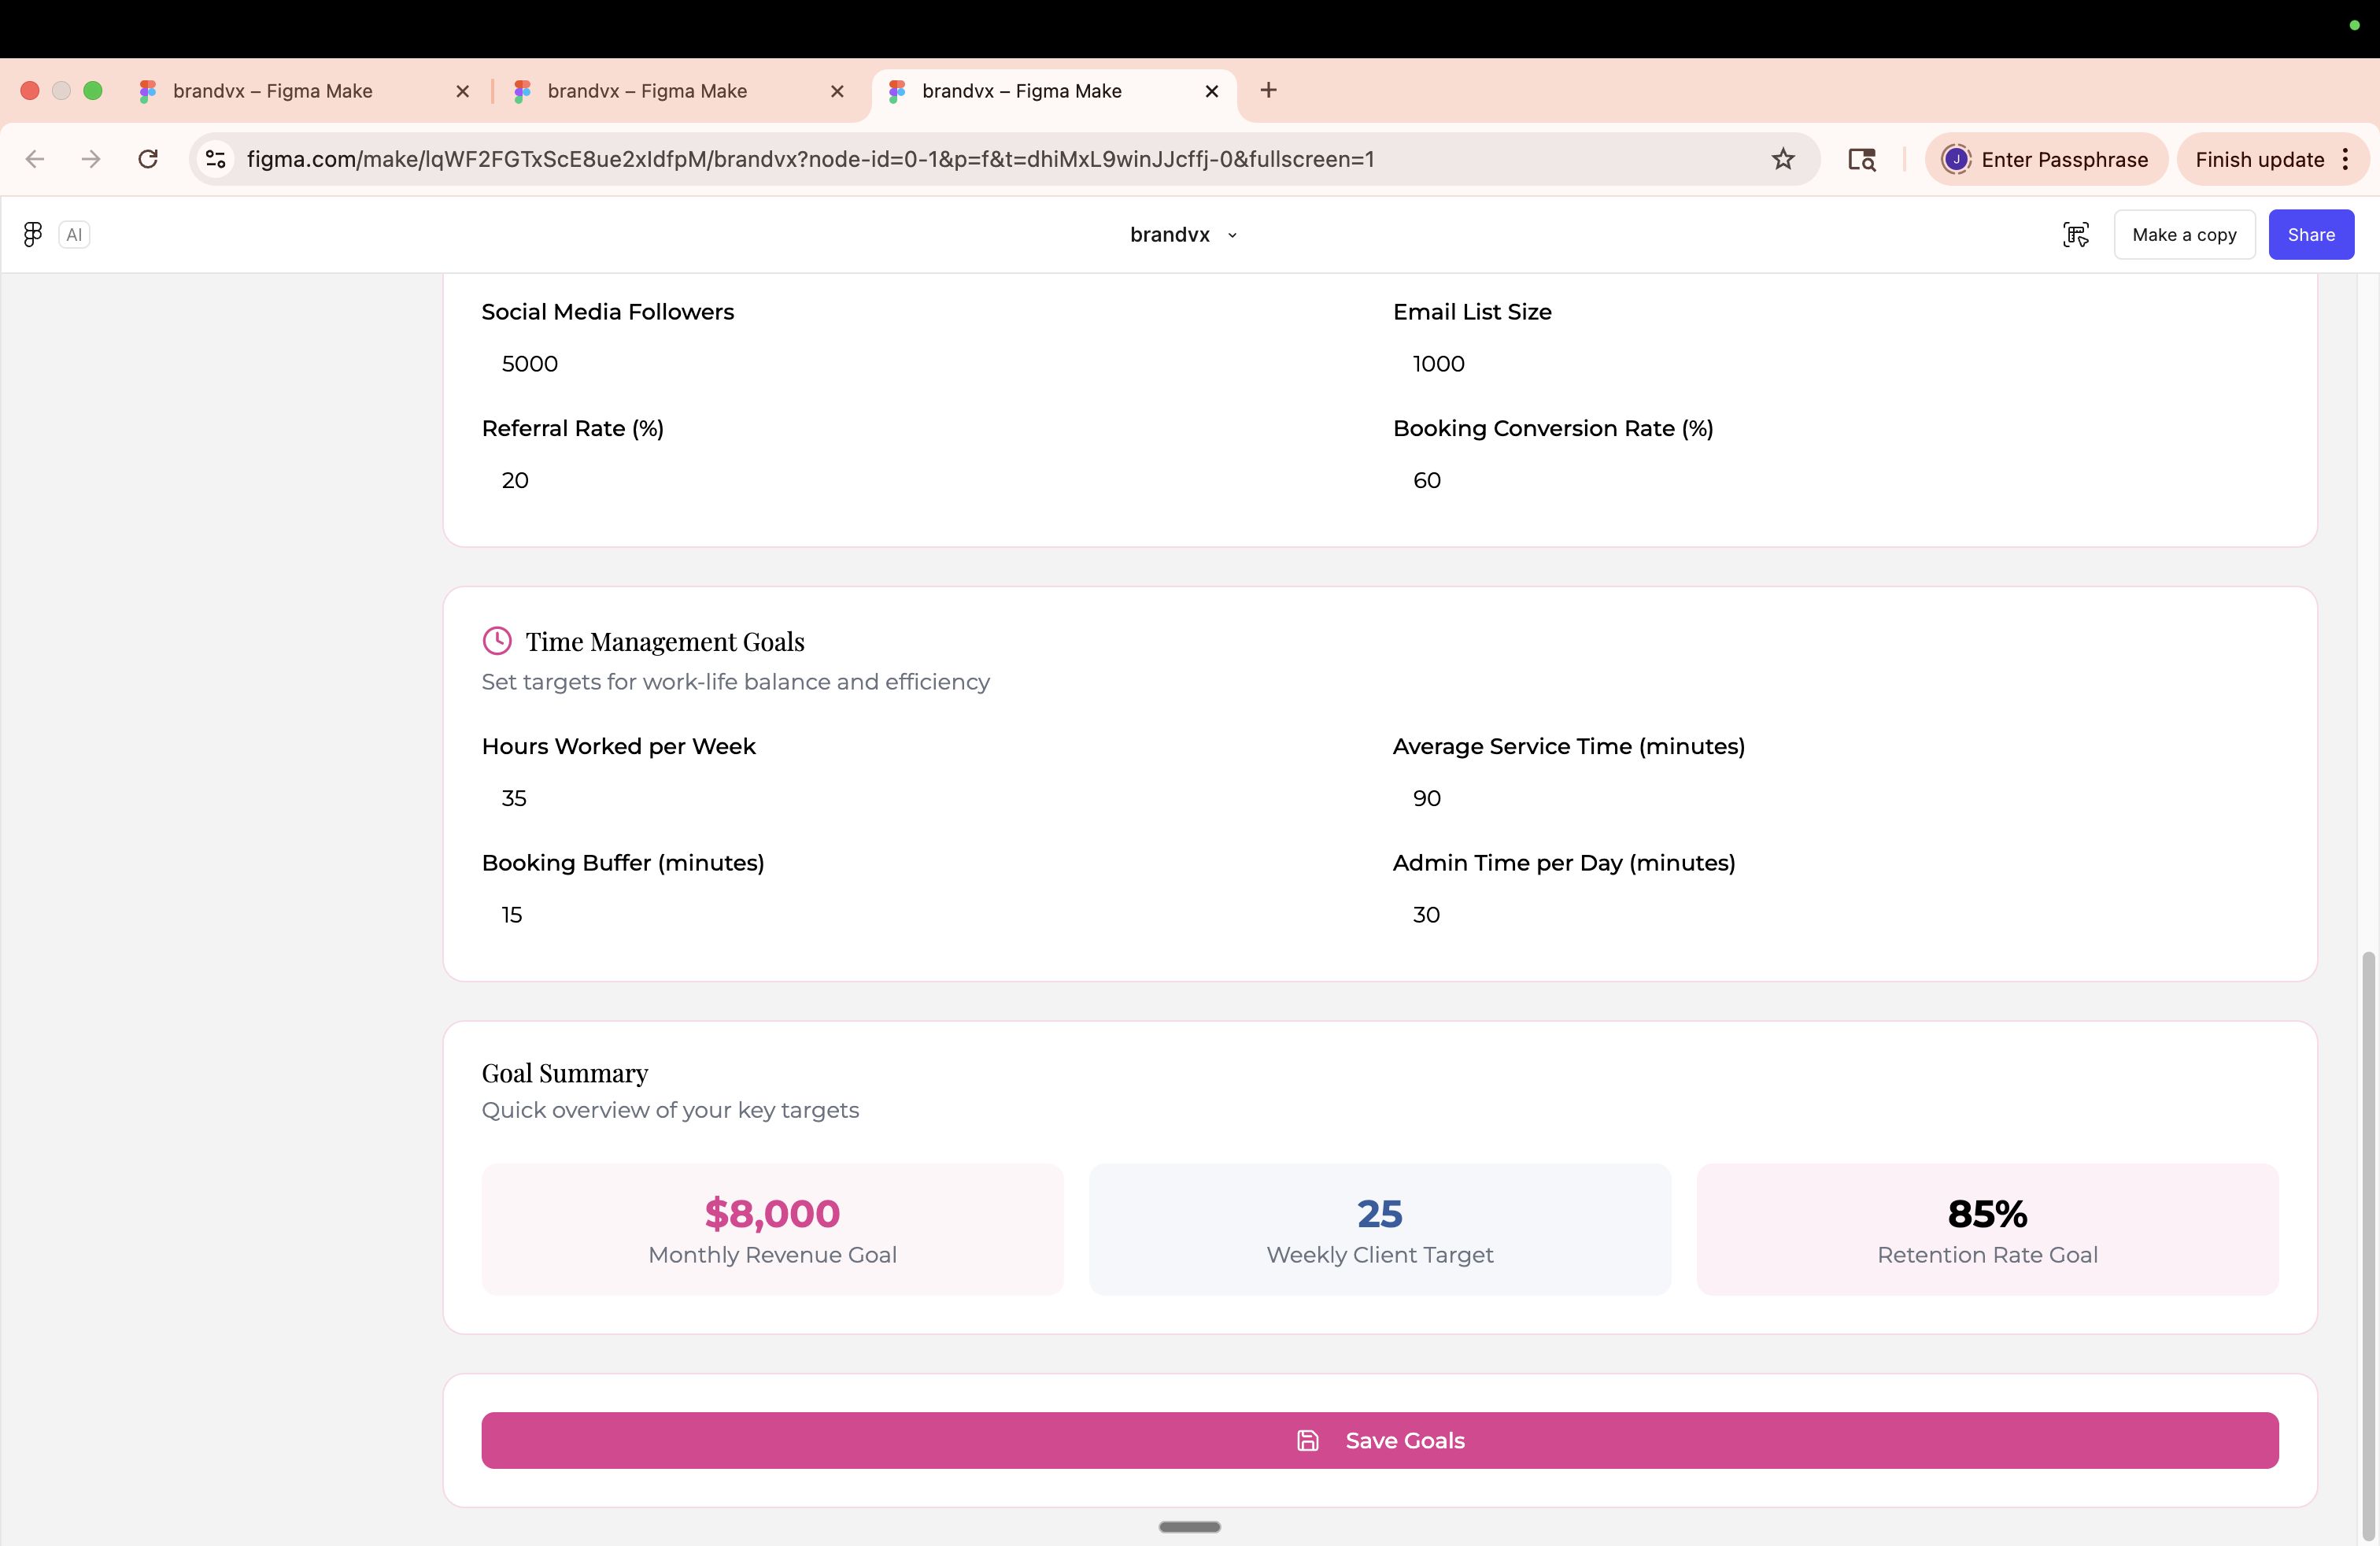 brandvx – Figma Make
brandvx – Figma Make
brandvx – Figma Make
figma.com/make/lqWF2FGTxScE8ue2xIdfpM/brandvx?node-id=0-1&p=f&t=dhiMxL9winJJcffj-0&fullscreen=1
J
Enter Passphrase
Finish update
AI
brandvx
Make a copy
Share
Social Media Followers
Email List Size
5000
1000
Referral Rate (%)
Booking Conversion Rate (%)
20
60
Time Management Goals
Set targets for work-life balance and efficiency
Hours Worked per Week
Average Service Time (minutes)
35
90
Booking Buffer (minutes)
Admin Time per Day (minutes)
15
30
Goal Summary
Quick overview of your key targets
$8,000
Monthly Revenue Goal
25
Weekly Client Target
85%
Retention Rate Goal
Save Goals